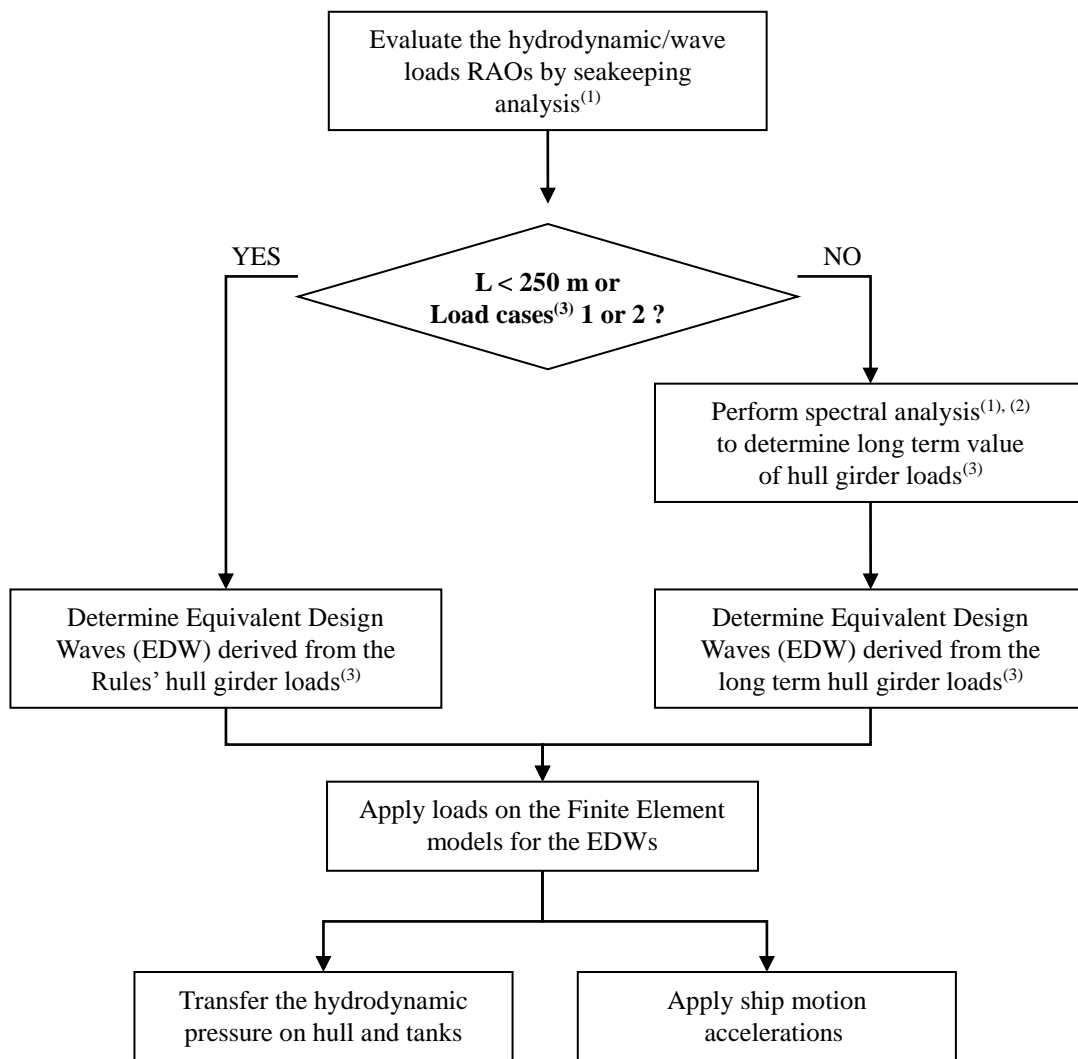 Evaluate the hydrodynamic/wave
loads RAOs by seakeeping
analysis(1)
YES
NO
L < 250 m or
Load cases(3) 1 or 2 ?
Perform spectral analysis(1), (2)
to determine long term value
of hull girder loads(3)
Determine Equivalent Design
Waves (EDW) derived from the
Rules’ hull girder loads(3)
Determine Equivalent Design
Waves (EDW) derived from the
long term hull girder loads(3)
Apply loads on the Finite Element
models for the EDWs
Transfer the hydrodynamic
pressure on hull and tanks
Apply ship motion
accelerations